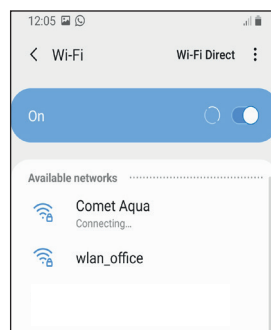 12:05
Wi-Fi Wi-Fi Direct
On
Available networks
Comet Aqua
Connecting...
wlan_office